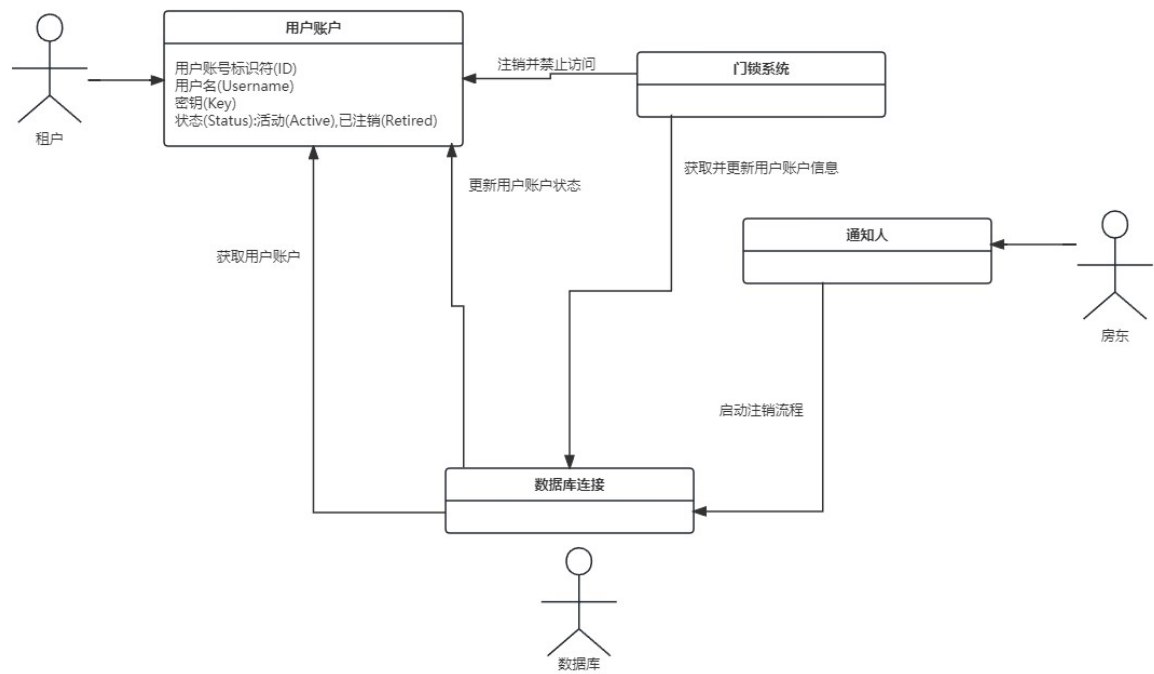 用户账户
用户账号标识符(ID)
用户名(Username)
密钥(Key)
状态(Status):活动(Active),已注销(Retired)
租户
注销并禁止访问
门锁系统
获取并更新用户账户信息
更新用户账户状态
获取用户账户
通知人
房东
启动注销流程
数据库连接
数据库